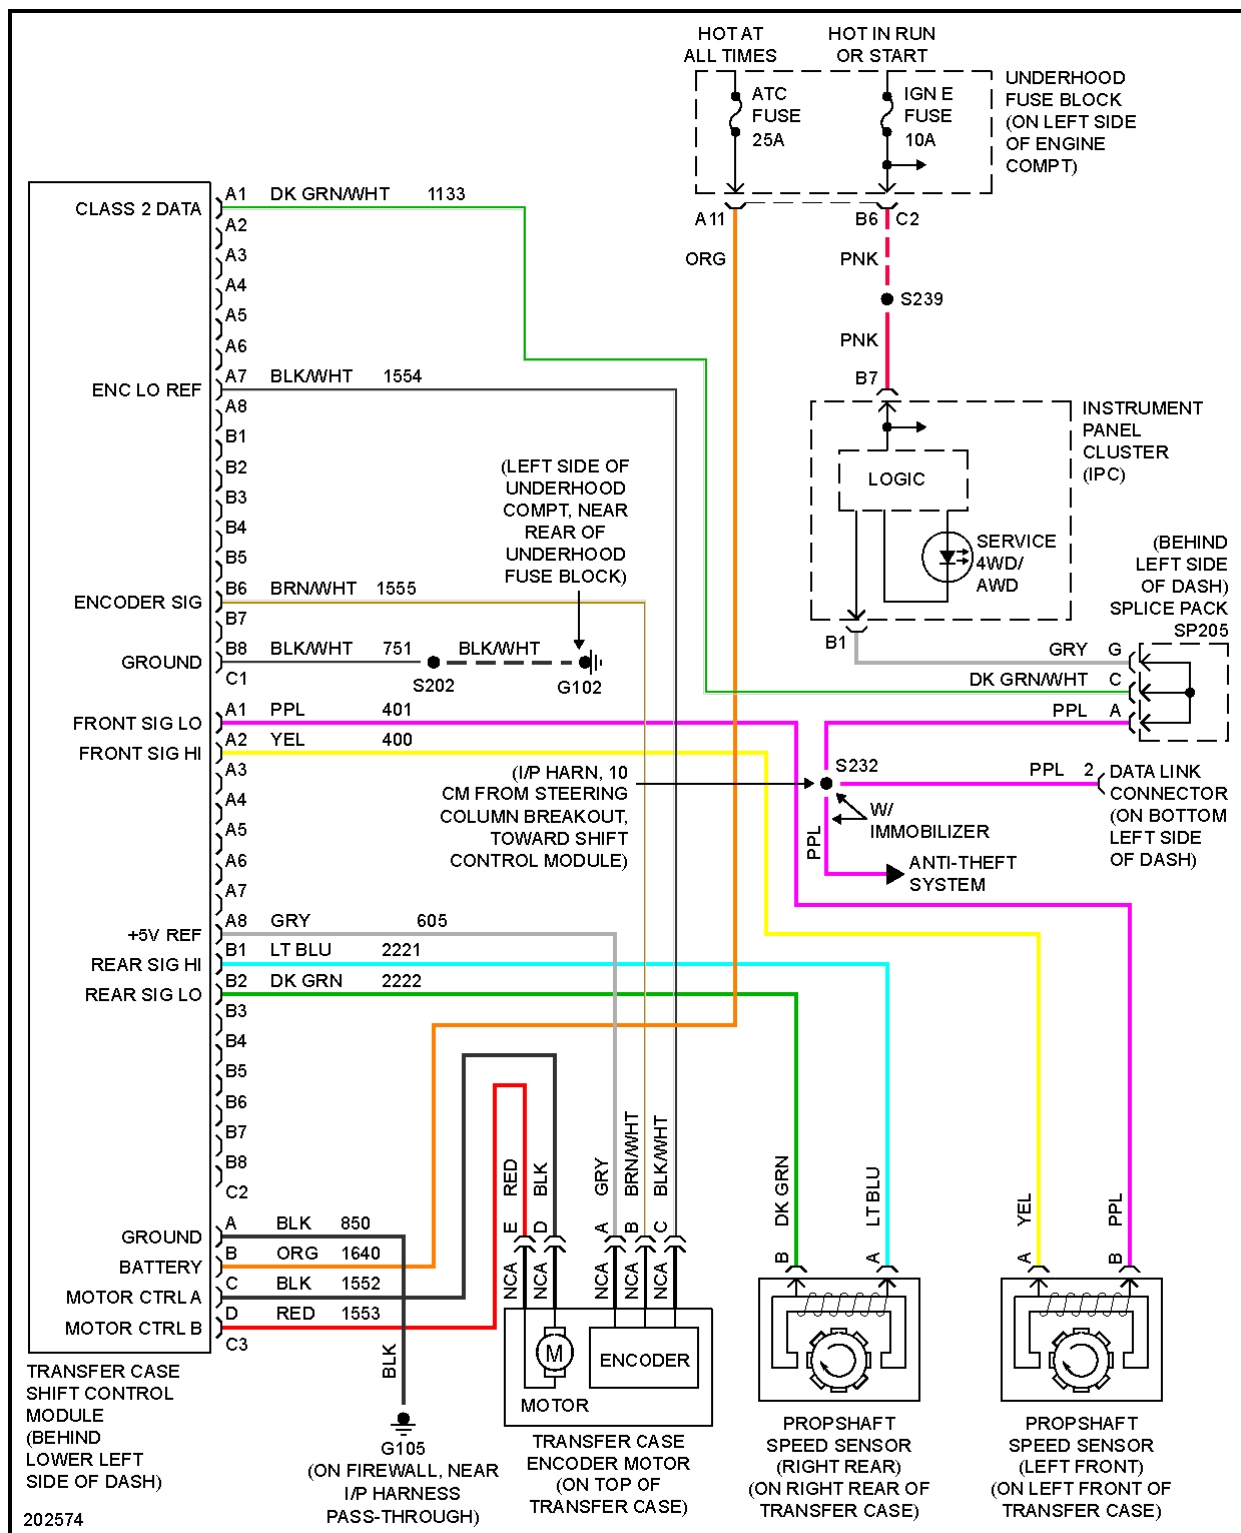 HOT AT
ALL TIMES
HOT IN RUN
OR START
ATC
FUSE
25A
IGN E
FUSE
10A
UNDERHOOD
FUSE BLOCK
(ON LEFT SIDE
OF ENGINE
COMPT)
A11
B6
C2
ORG
PNK
S239
PNK
B7
INSTRUMENT
PANEL
CLUSTER
(IPC)
LOGIC
SERVICE
4WD/
AWD
B1
(BEHIND
LEFT SIDE
OF DASH)
SPLICE PACK
SP205
GRY G
DK GRN/WHT C
PPL A
CLASS 2 DATA
A1 DK GRN/WHT 1133
A2
A3
A4
A5
A6
ENC LO REF
A7 BLK/WHT 1554
A8
B1
B2
B3
B4
B5
ENCODER SIG
B6 BRN/WHT 1555
B7
GROUND
B8 BLK/WHT 751
BLK/WHT
C1
S202
G102
(LEFT SIDE OF
UNDERHOOD
COMPT, NEAR
REAR OF
UNDERHOOD
FUSE BLOCK)
FRONT SIG LO
A1 PPL 401
FRONT SIG HI
A2 YEL 400
A3
A4
A5
A6
A7
+5V REF
A8 GRY 605
REAR SIG HI
B1 LT BLU 2221
REAR SIG LO
B2 DK GRN 2222
B3
B4
B5
B6
B7
B8
C2
(I/P HARN, 10
CM FROM STEERING
COLUMN BREAKOUT,
TOWARD SHIFT
CONTROL MODULE)
S232
PPL 2
DATA LINK
CONNECTOR
(ON BOTTOM
LEFT SIDE
OF DASH)
W/
IMMOBILIZER
PPL
ANTI-THEFT
SYSTEM
GROUND
A BLK 850
BATTERY
B ORG 1640
MOTOR CTRL A
C BLK 1552
MOTOR CTRL B
D RED 1553
C3
TRANSFER CASE
SHIFT CONTROL
MODULE
(BEHIND
LOWER LEFT
SIDE OF DASH)
BLK
G105
(ON FIREWALL, NEAR
I/P HARNESS
PASS-THROUGH)
RED
BLK
GRY
BRN/WHT
BLK/WHT
E
D
A
B
C
NCA
NCA
NCA
NCA
NCA
M
MOTOR
ENCODER
TRANSFER CASE
ENCODER MOTOR
(ON TOP OF
TRANSFER CASE)
DK GRN
LT BLU
B
A
PROPSHAFT
SPEED SENSOR
(RIGHT REAR)
(ON RIGHT REAR OF
TRANSFER CASE)
YEL
PPL
A
B
PROPSHAFT
SPEED SENSOR
(LEFT FRONT)
(ON LEFT FRONT OF
TRANSFER CASE)
202574